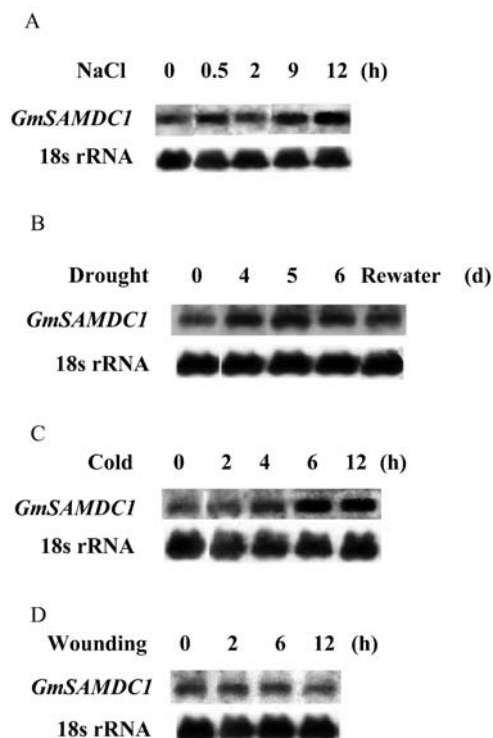 A
NaCl 0 0.5 2 9 12 (h)
GmSAMDC1
18s rRNA
B
Drought 0 4 5 6 Rewater (d)
GmSAMDC1
18s rRNA
C
Cold 0 2 4 6 12 (h)
GmSAMDC1
18s rRNA
D
Wounding 0 2 6 12 (h)
GmSAMDC1
18s rRNA